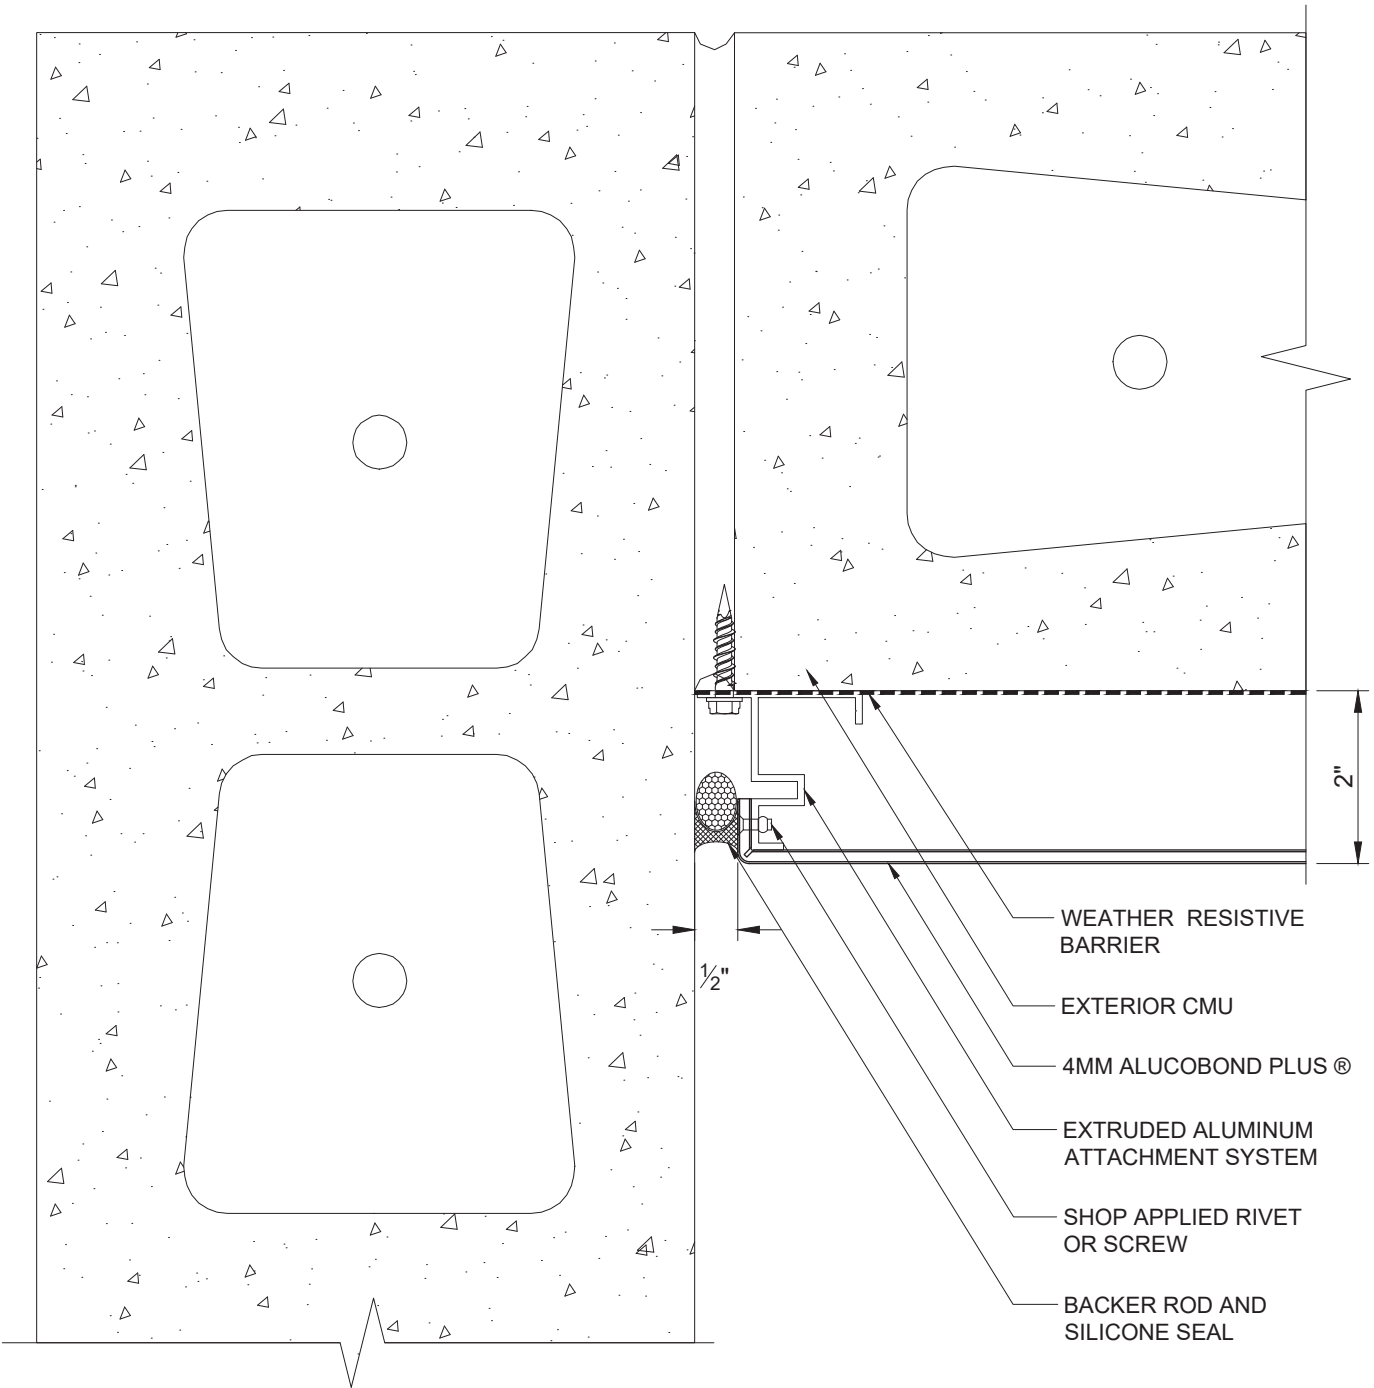 2"
WEATHER RESISTIVE
BARRIER
½"
EXTERIOR CMU
4MM ALUCOBOND PLUS ®
EXTRUDED ALUMINUM
ATTACHMENT SYSTEM
SHOP APPLIED RIVET
OR SCREW
BACKER ROD AND
SILICONE SEAL